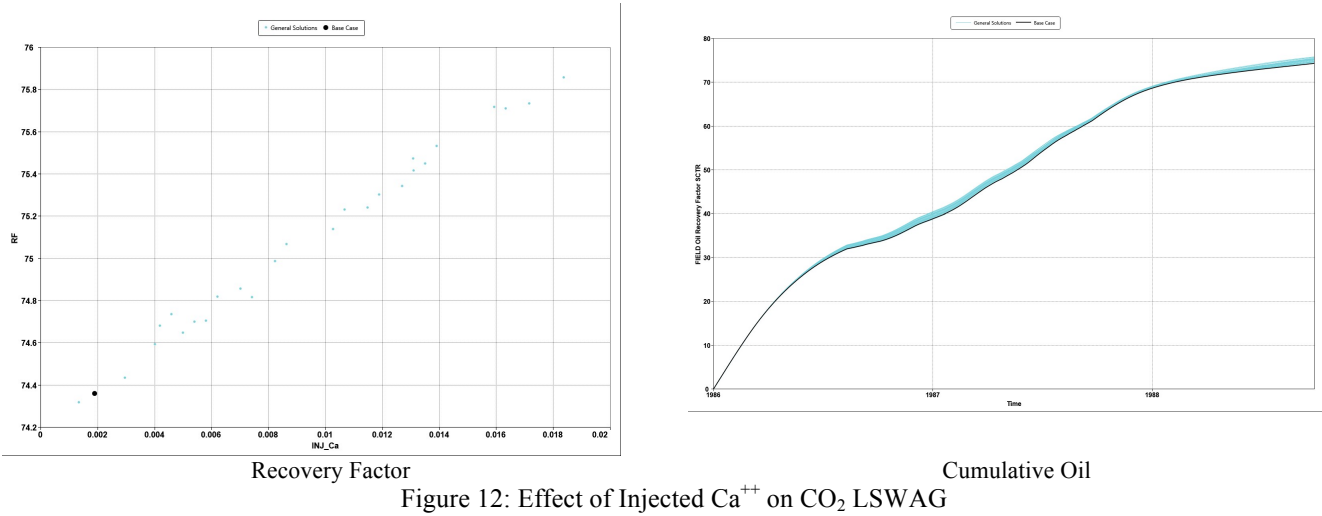 General Solutions Base Case
76
75.8
75.6
75.4
75.2
75
74.8
74.6
74.4
74.2
RF
0 0.002 0.004 0.006 0.008 0.01 0.012 0.014 0.016 0.018 0.02
INJ_Ca
General Solutions Base Case
80
70
60
50
40
30
20
10
0
FIELD Oil Recovery Factor SCTR
1986 1987 1988
Time
Recovery Factor Cumulative Oil
Figure 12: Effect of Injected Ca⁺⁺ on CO₂ LSWAG